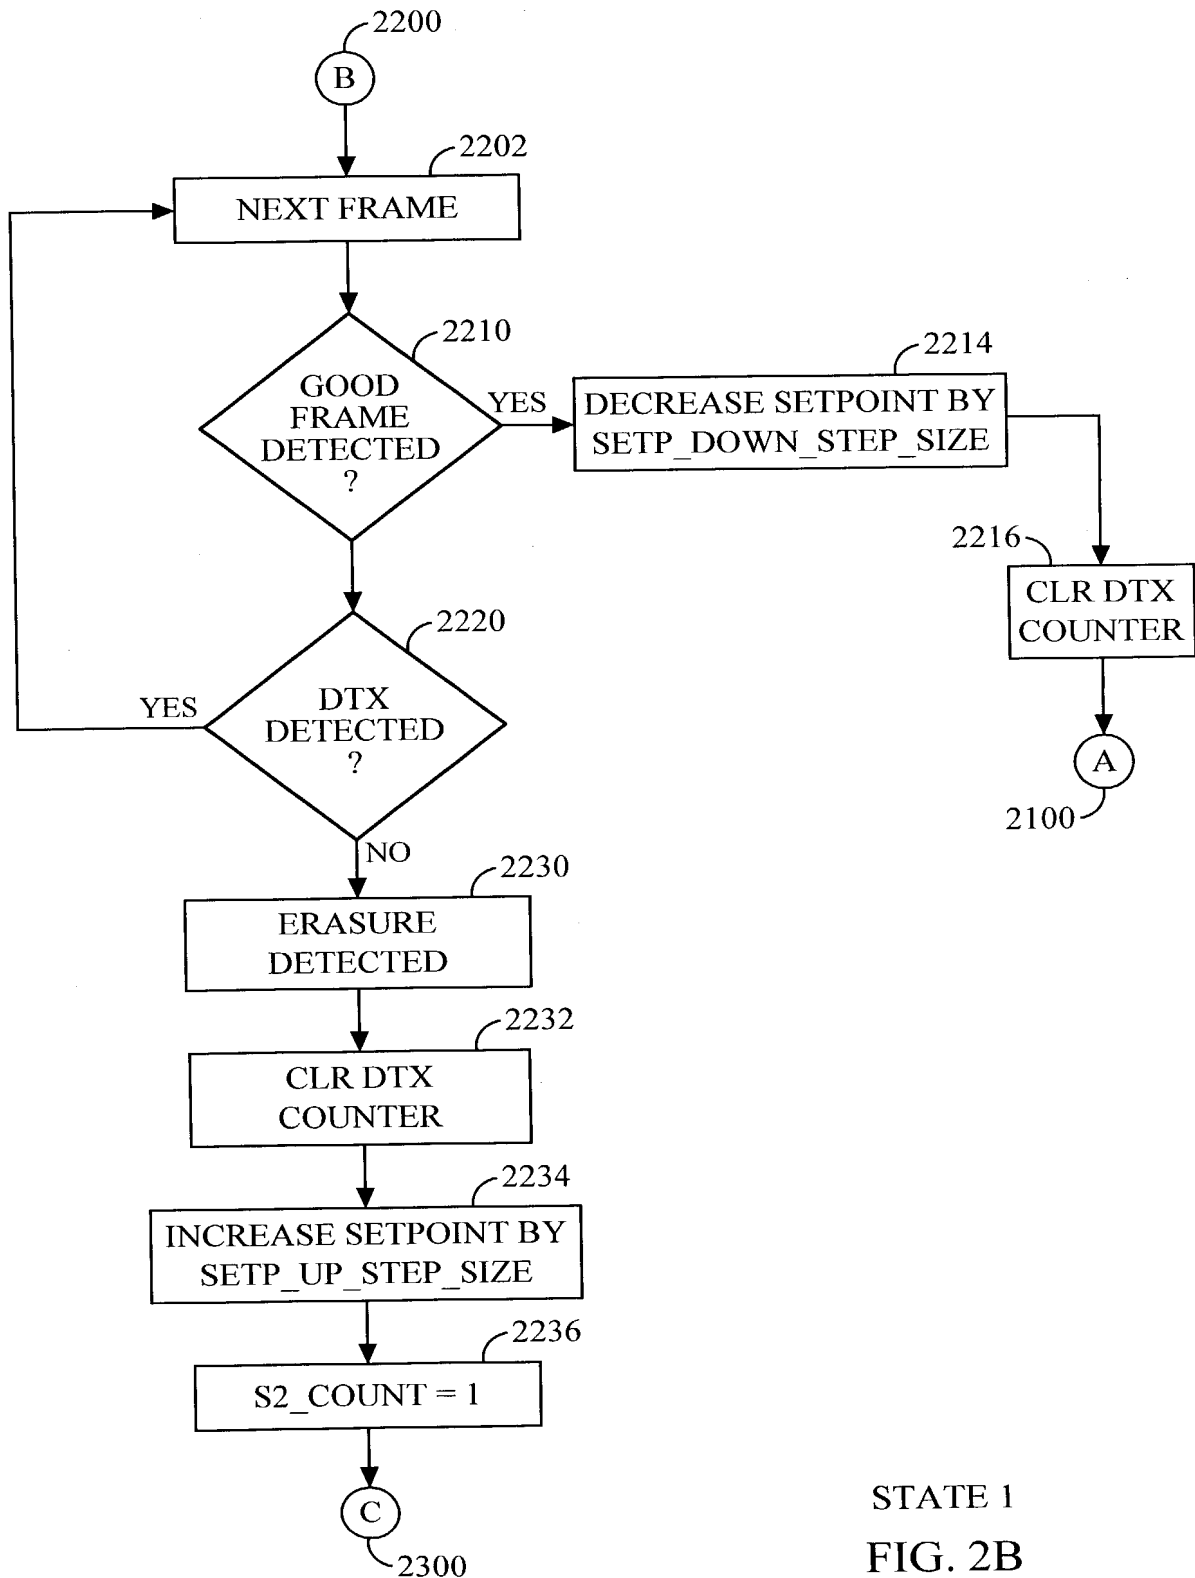 2200
B
2202
NEXT FRAME
2210
GOOD
FRAME
DETECTED
?
YES
2214
DECREASE SETPOINT BY
SETP_DOWN_STEP_SIZE
2216
CLR DTX
COUNTER
A
2100
2220
DTX
DETECTED
?
YES
NO
2230
ERASURE
DETECTED
2232
CLR DTX
COUNTER
2234
INCREASE SETPOINT BY
SETP_UP_STEP_SIZE
2236
S2_COUNT = 1
C
2300
STATE 1
FIG. 2B